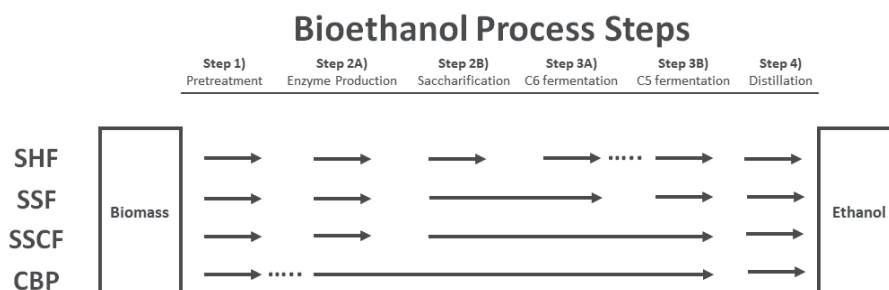 Bioethanol Process Steps
Step 1) Step 2A) Step 2B) Step 3A) Step 3B) Step 4)
Pretreatment Enzyme Production Saccharification C6 fermentation C5 fermentation Distillation
SHF
SSF
Biomass Ethanol
SSCF
CBP